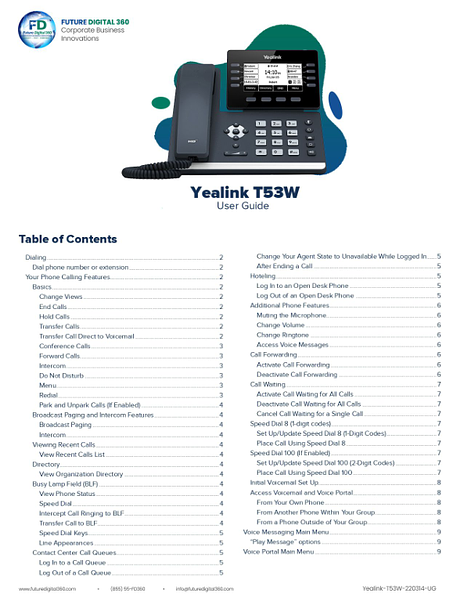 FD
Future Digital 360
FUTURE DIGITAL 360
Corporate Business
Innovations
Yealink
Yealink T53W
User Guide
Table of Contents
Dialing 2
Dial phone number or extension 2
Your Phone Calling Features 2
Basics 2
Change Views 2
End Calls 2
Hold Calls 2
Transfer Calls 2
Transfer Call Direct to Voicemail 2
Conference Calls 3
Forward Calls 3
Intercom 3
Do Not Disturb 3
Menu 3
Redial 3
Park and Unpark Calls (If Enabled) 4
Broadcast Paging and Intercom Features 4
Broadcast Paging 4
Intercom 4
Viewing Recent Calls 4
View Recent Calls List 4
Directory 4
View Organization Directory 4
Busy Lamp Field (BLF) 4
View Phone Status 4
Speed Dial 4
Intercept Call Ringing to BLF 4
Transfer Call to BLF 4
Speed Dial Keys 5
Line Appearances 5
Contact Center Call Queues 5
Log In to a Call Queue 5
Log Out of a Call Queue 5
Change Your Agent State to Unavailable While Logged In 5
After Ending a Call 5
Hoteling 5
Log In to an Open Desk Phone 5
Log Out of an Open Desk Phone 5
Additional Phone Features 6
Muting the Microphone 6
Change Volume 6
Change Ringtone 6
Access Voice Messages 6
Call Forwarding 6
Activate Call Forwarding 6
Deactivate Call Forwarding 6
Call Waiting 7
Activate Call Waiting for All Calls 7
Deactivate Call Waiting for All Calls 7
Cancel Call Waiting for a Single Call 7
Speed Dial 8 (1-digit codes) 7
Set Up/Update Speed Dial 8 (1-Digit Codes) 7
Place Call Using Speed Dial 8 7
Speed Dial 100 (If Enabled) 7
Set Up/Update Speed Dial 100 (2-Digit Codes) 7
Place Call Using Speed Dial 100 7
Initial Voicemail Set Up 8
Access Voicemail and Voice Portal 8
From Your Own Phone 8
From Another Phone Within Your Group 8
From a Phone Outside of Your Group 8
Voice Messaging Main Menu 9
"Play Message" options 9
Voice Portal Main Menu 9
www.futuredigital360.com • (855) 55-FD360 • info@futuredigital360.com
Yealink-T53W-220314-UG